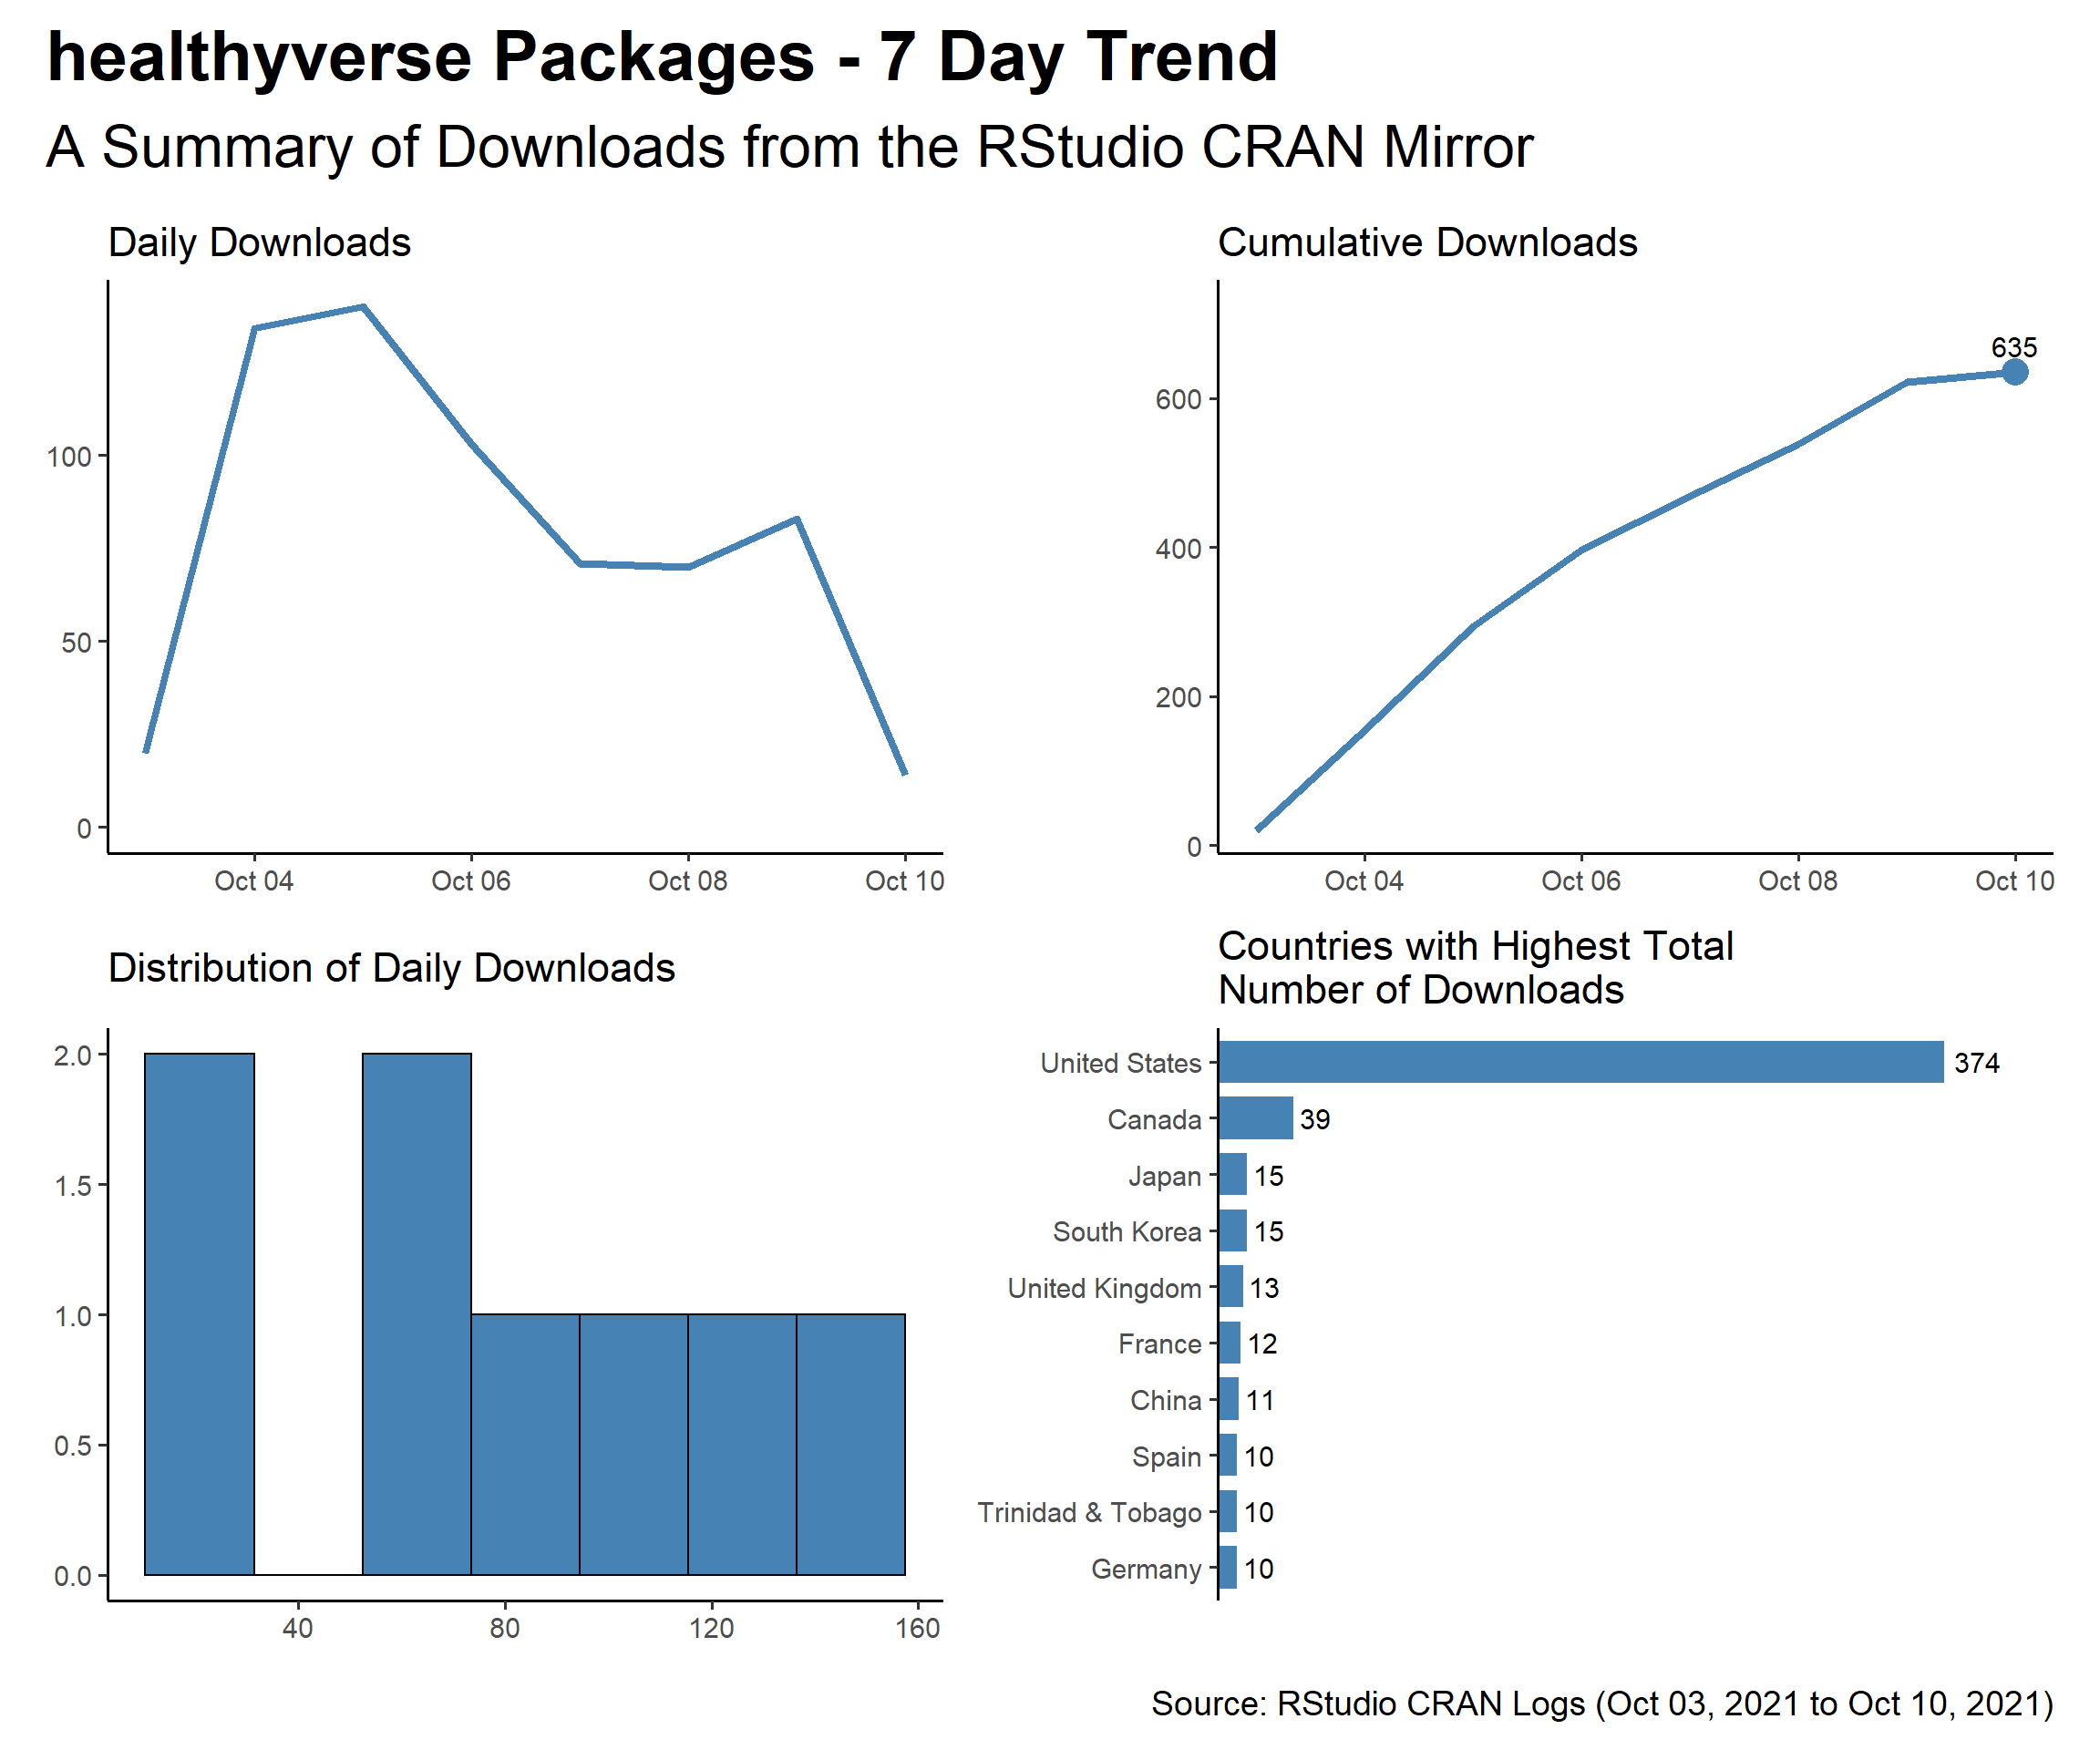 healthyverse Packages - 7 Day Trend
A Summary of Downloads from the RStudio CRAN Mirror
Daily Downloads
100
50
0
Oct 04
Oct 06
Oct 08
Oct 10
Cumulative Downloads
635
600
400
200
0
Oct 04
Oct 06
Oct 08
Oct 10
Distribution of Daily Downloads
2.0
1.5
1.0
0.5
0.0
40
80
120
160
Countries with Highest Total
Number of Downloads
United States 374
Canada 39
Japan 15
South Korea 15
United Kingdom 13
France 12
China 11
Spain 10
Trinidad & Tobago 10
Germany 10
Source: RStudio CRAN Logs (Oct 03, 2021 to Oct 10, 2021)